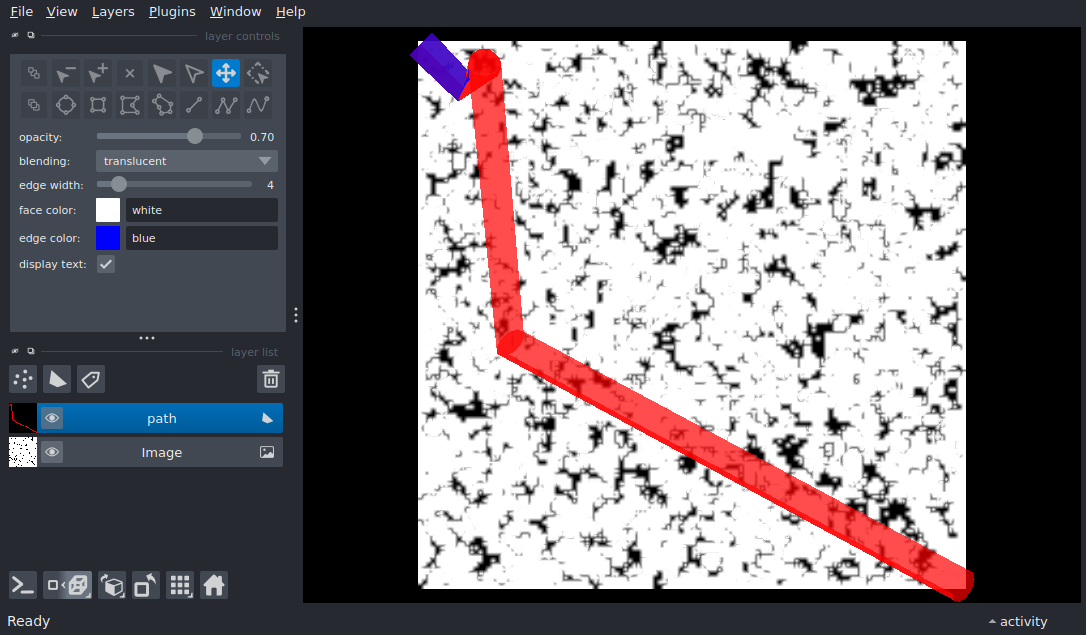 File View Layers Plugins Window Help
layer controls
opacity: 0.70
blending: translucent
edge width: 4
face color: white
edge color: blue
display text:
layer list
path
Image
Ready activity